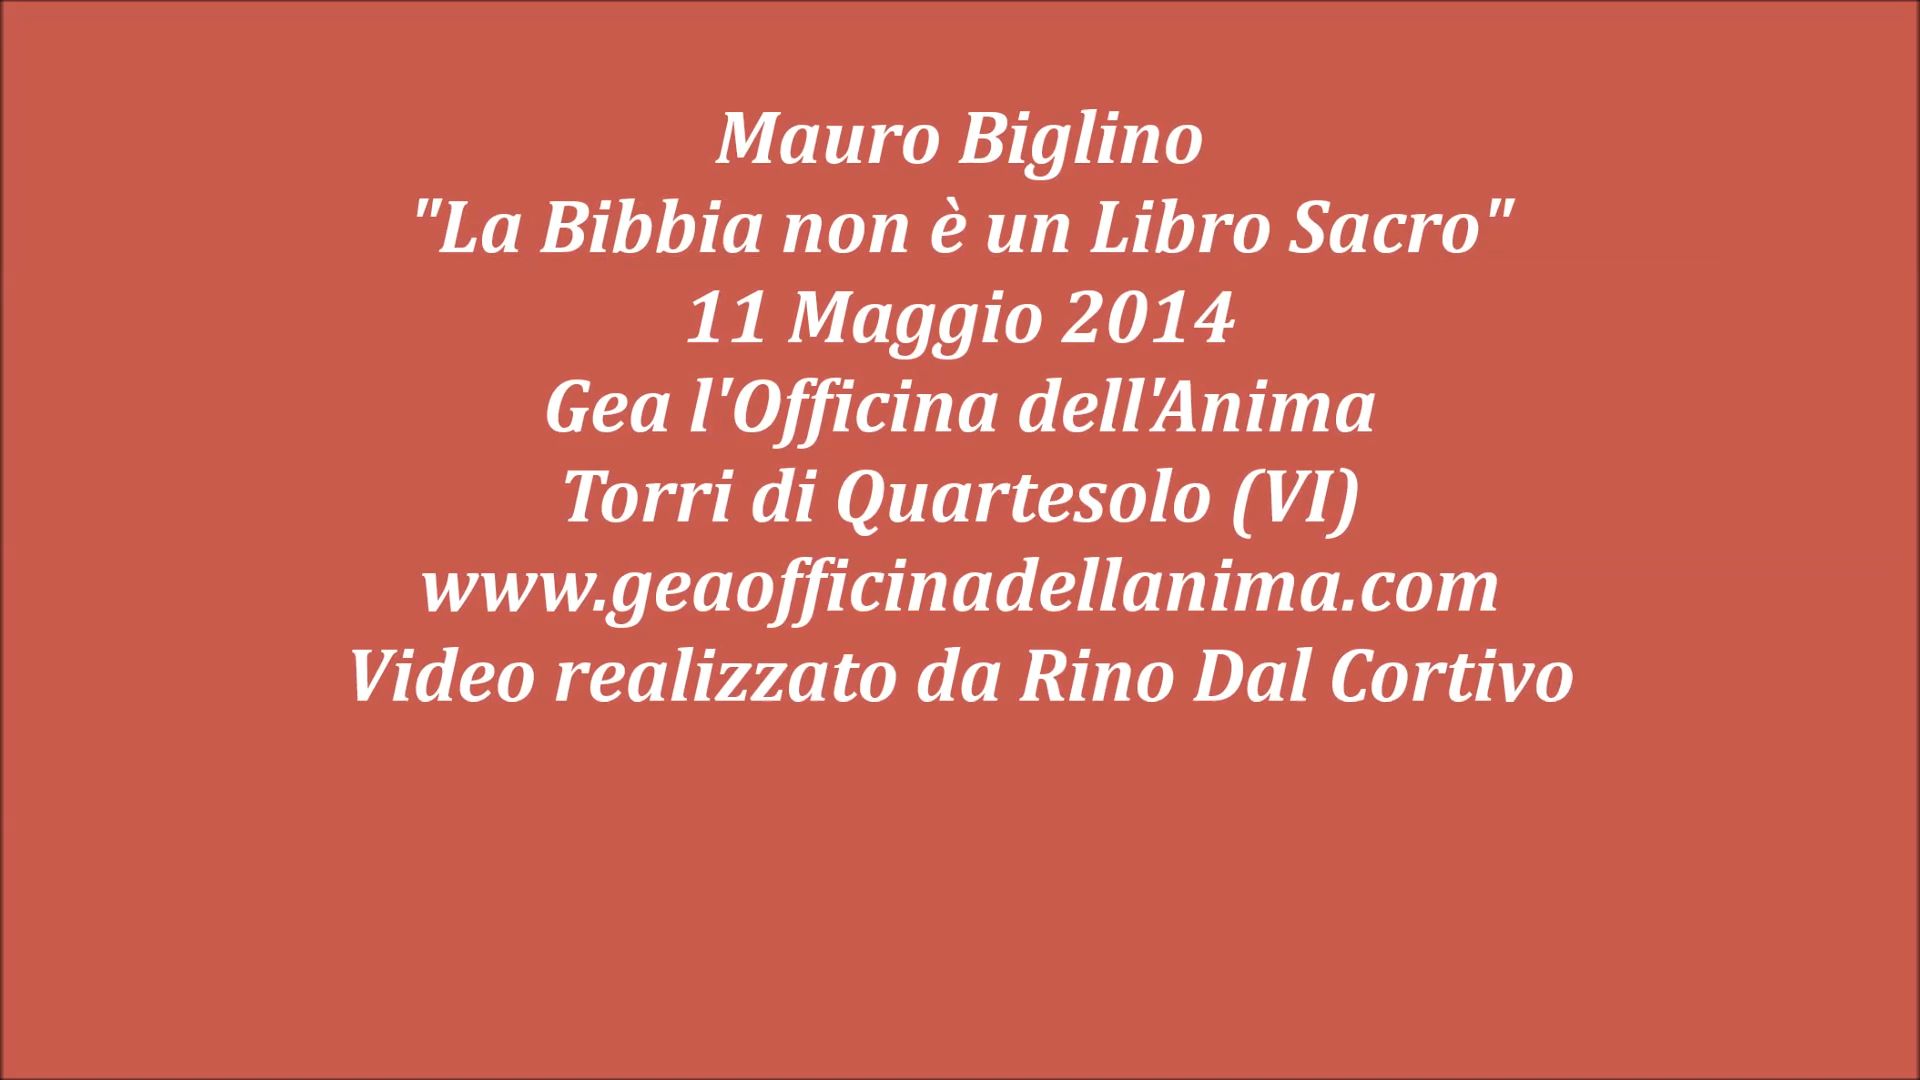 Mauro Biglino
"La Bibbia non è un Libro Sacro"
11 Maggio 2014
Gea l'Officina dell'Anima
Torri di Quartesolo (VI)
www.geaofficinadellanima.com
Video realizzato da Rino Dal Cortivo